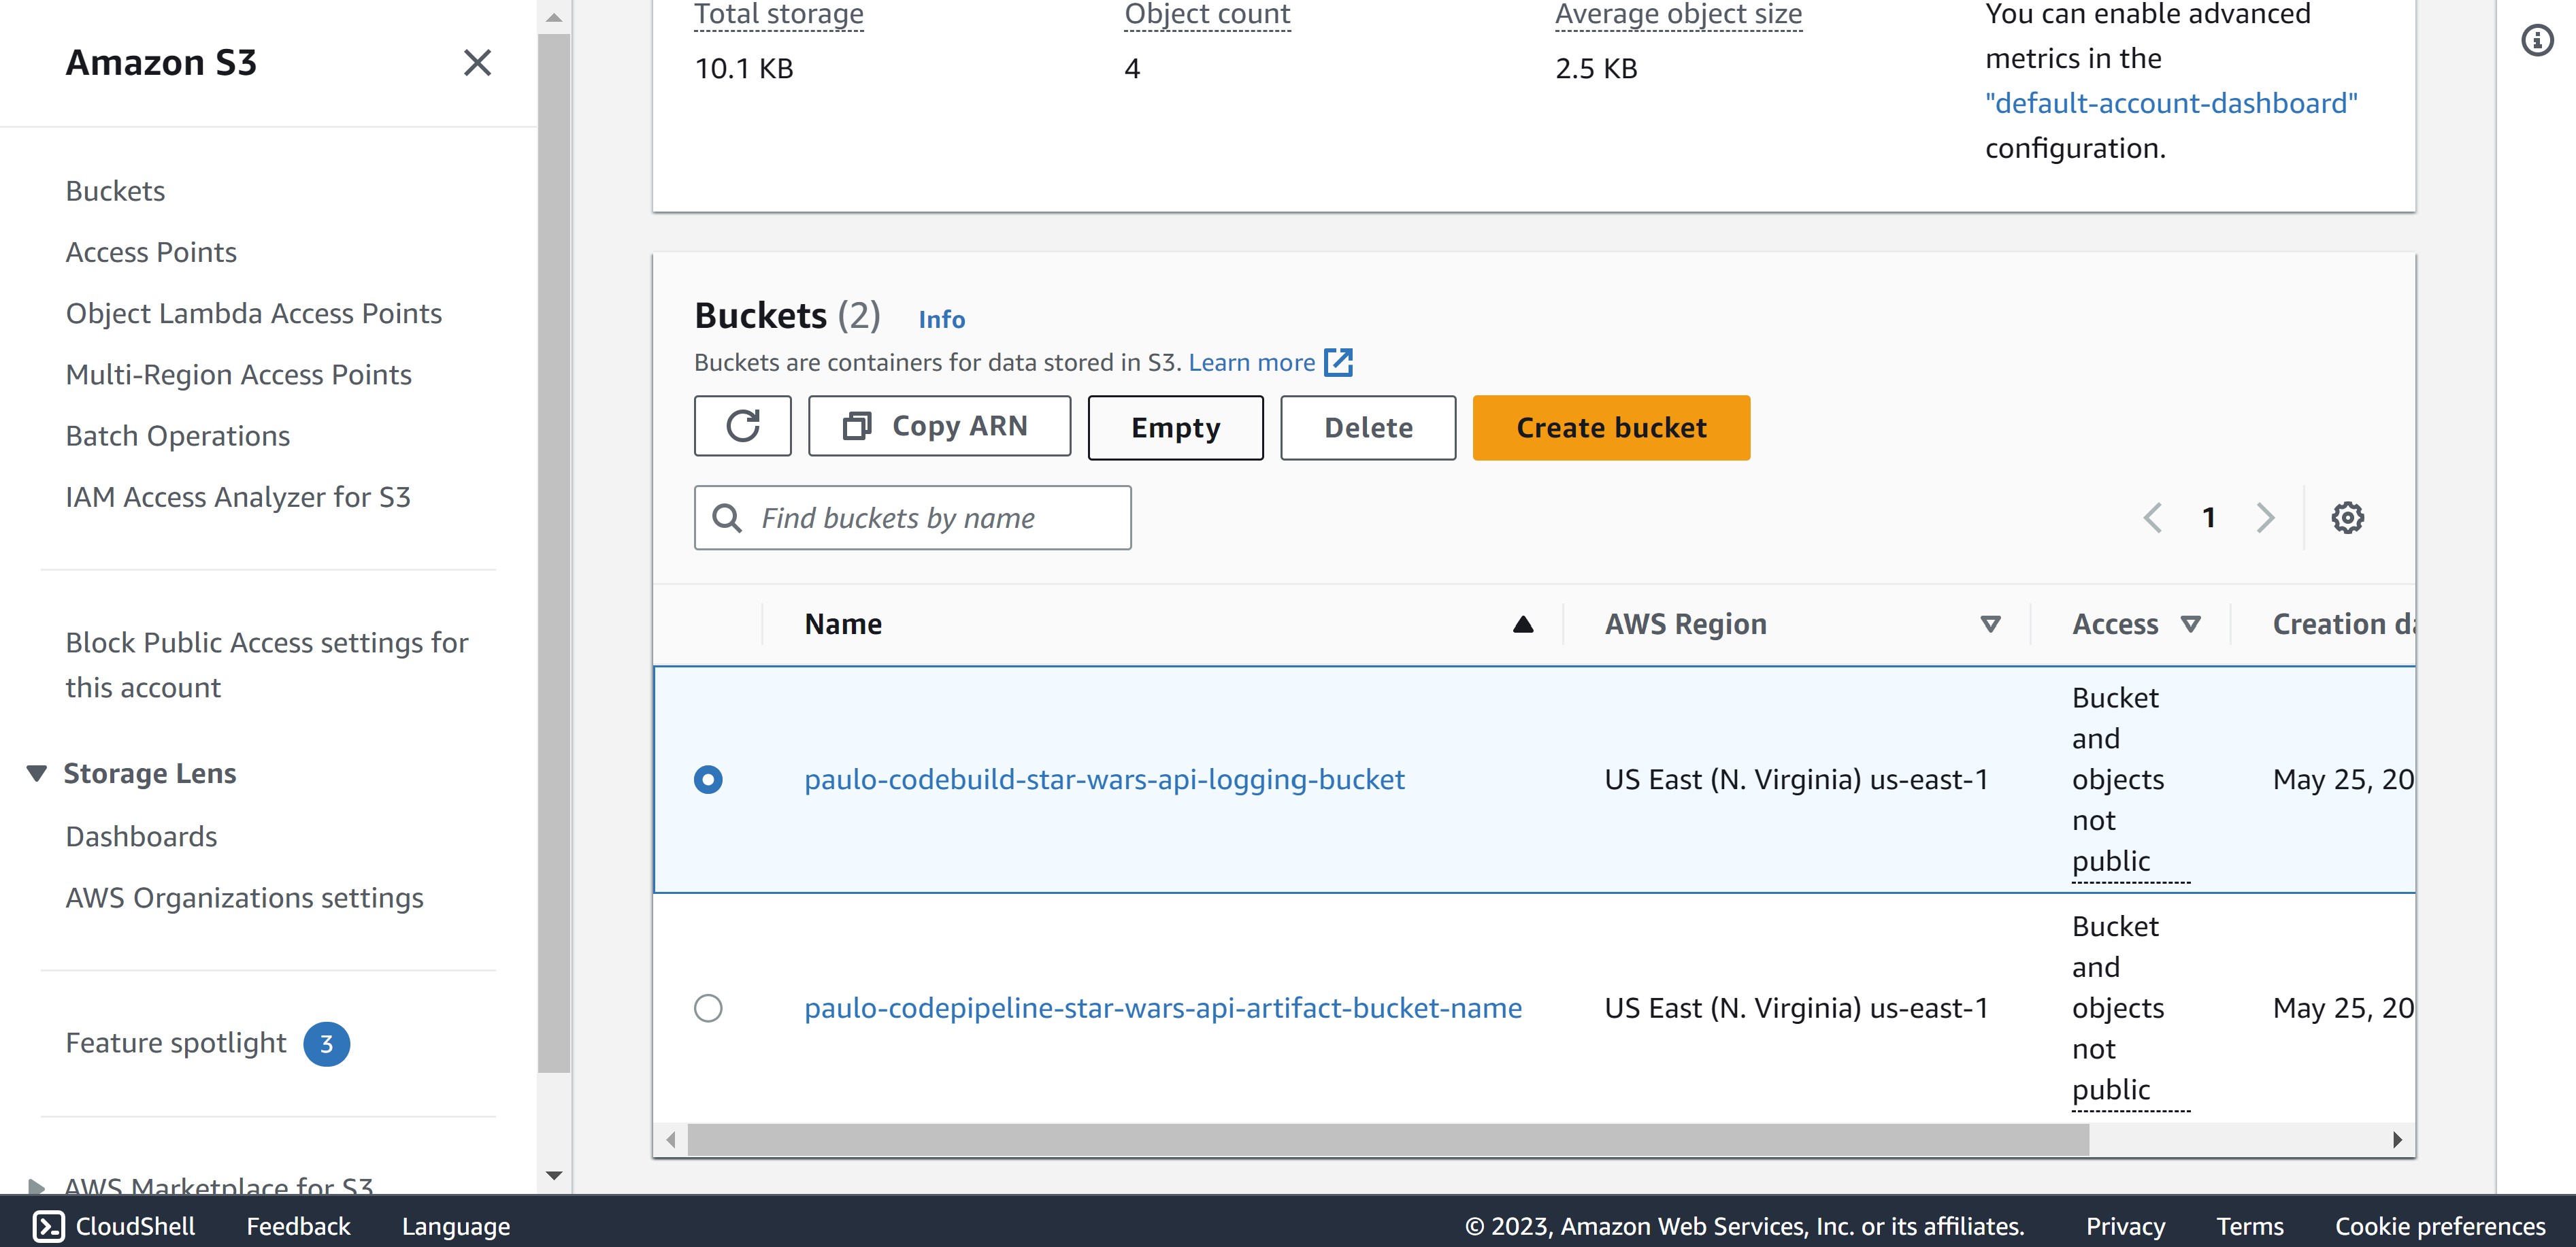 Amazon S3
Buckets
Access Points
Object Lambda Access Points
Multi-Region Access Points
Batch Operations
IAM Access Analyzer for S3
Block Public Access settings for
this account
Storage Lens
Dashboards
AWS Organizations settings
Feature spotlight 3
AWS Marketplace for S3
Total storage
10.1 KB
Object count
4
Average object size
2.5 KB
You can enable advanced
metrics in the
"default-account-dashboard"
configuration.
Buckets (2) Info
Buckets are containers for data stored in S3. Learn more
Copy ARN Empty Delete Create bucket
Find buckets by name
1
Name AWS Region Access Creation
paulo-codebuild-star-wars-api-logging-bucket US East (N. Virginia) us-east-1
Bucket
and
objects
not
public
May 25, 20
paulo-codepipeline-star-wars-api-artifact-bucket-name US East (N. Virginia) us-east-1
Bucket
and
objects
not
public
May 25, 20
CloudShell Feedback Language © 2023, Amazon Web Services, Inc. or its affiliates. Privacy Terms Cookie preferences